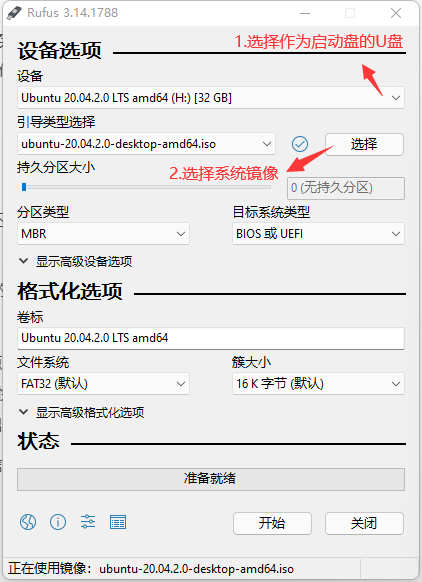 Rufus 3.14.1788
1.选择作为启动盘的U盘
设备选项
设备
Ubuntu 20.04.2.0 LTS amd64 (H:) [32 GB]
引导类型选择
ubuntu-20.04.2.0-desktop-amd64.iso
选择
持久分区大小
2.选择系统镜像
0 (无持久分区)
分区类型
目标系统类型
MBR
BIOS 或 UEFI
显示高级设备选项
格式化选项
卷标
Ubuntu 20.04.2.0 LTS amd64
文件系统
簇大小
FAT32 (默认)
16 K 字节 (默认)
显示高级格式化选项
状态
准备就绪
开始
关闭
正在使用镜像: ubuntu-20.04.2.0-desktop-amd64.iso